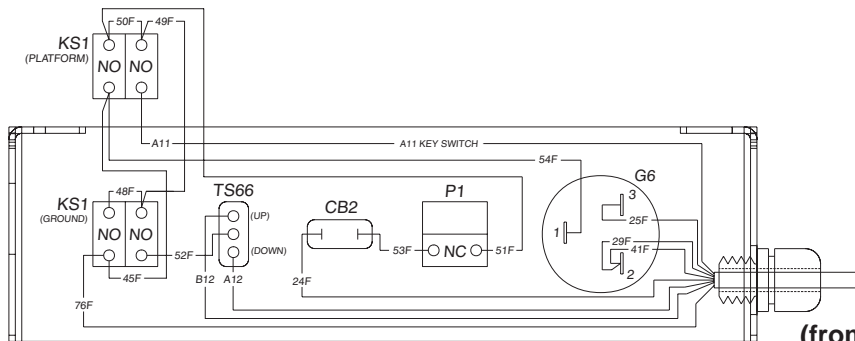 50F 49F
KS1
(PLATFORM)
NO NO
A11 A11 KEY SWITCH
54F
KS1
(GROUND)
48F
NO NO
45F
76F
52F
TS66
(UP)
(DOWN)
B12 A12
CB2
24F
53F
P1
NC
51F
G6
3
1
25F
29F
41F
2
(fron